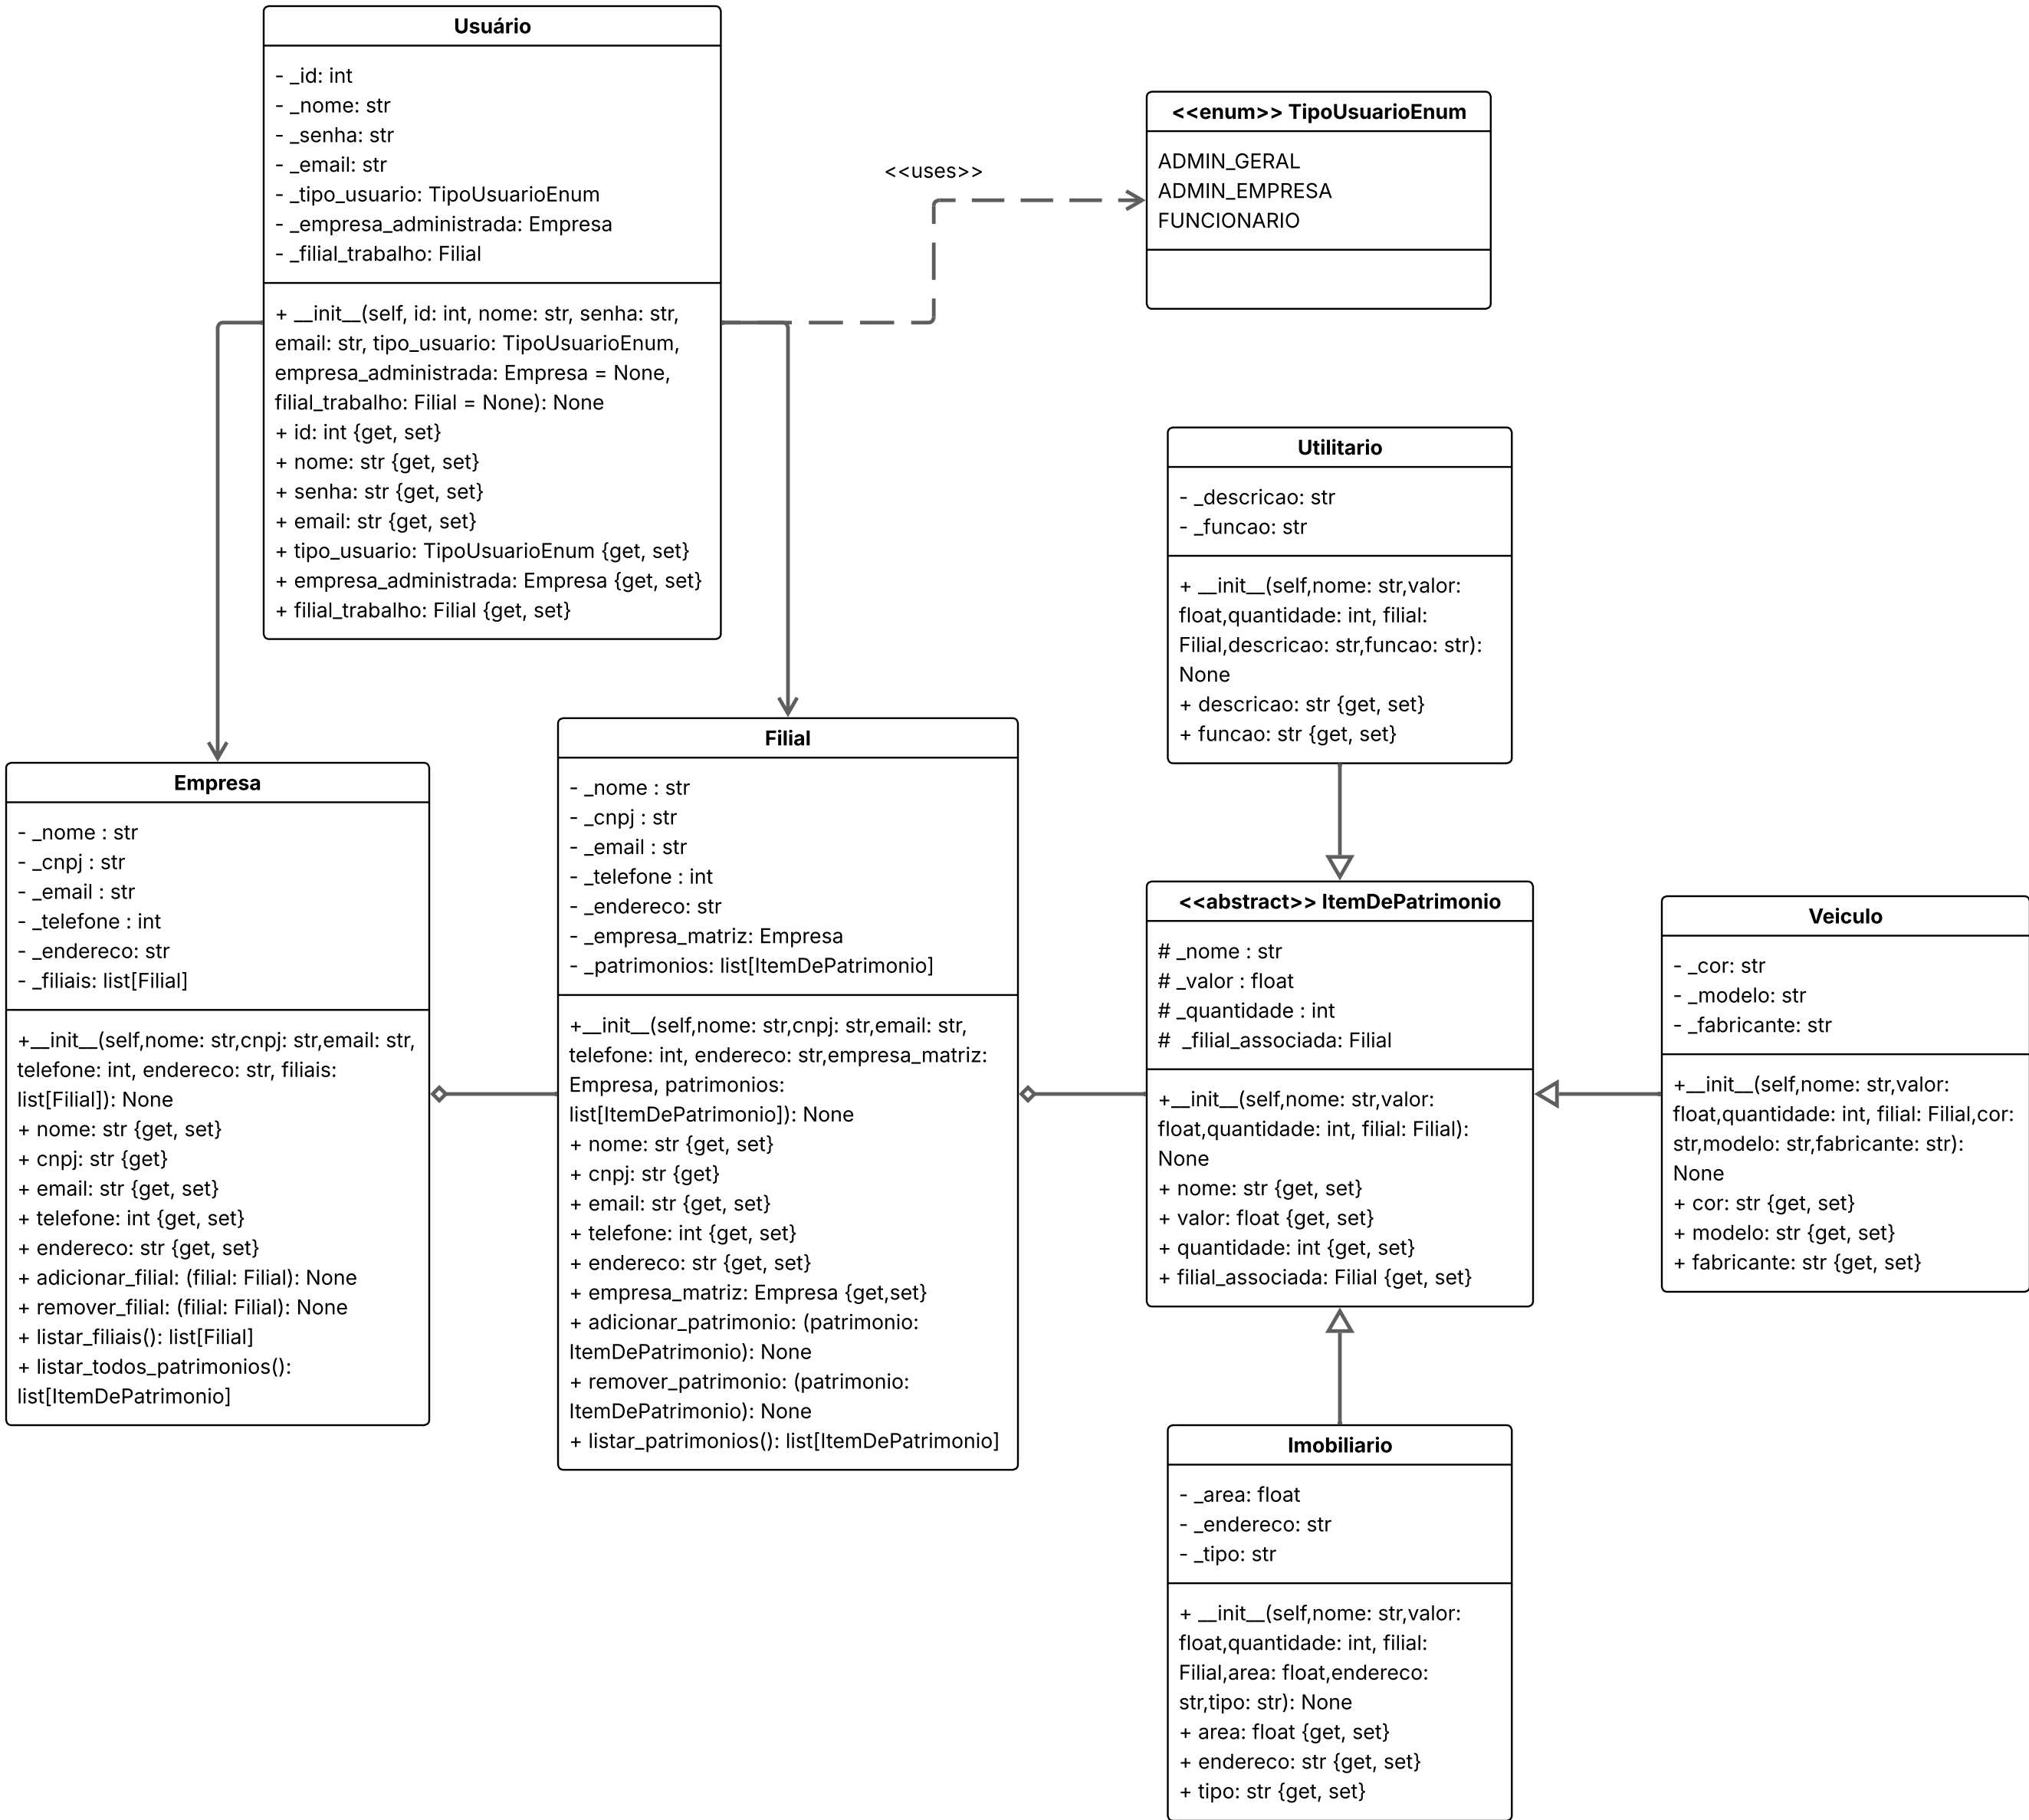 Usuário
- _id: int
- _nome: str
- _senha: str
- _email: str
- _tipo_usuario: TipoUsuarioEnum
- _empresa_administrada: Empresa
- _filial_trabalho: Filial
+ __init__(self, id: int, nome: str, senha: str,
email: str, tipo_usuario: TipoUsuarioEnum,
empresa_administrada: Empresa = None,
filial_trabalho: Filial = None): None
+ id: int {get, set}
+ nome: str {get, set}
+ senha: str {get, set}
+ email: str {get, set}
+ tipo_usuario: TipoUsuarioEnum {get, set}
+ empresa_administrada: Empresa {get, set}
+ filial_trabalho: Filial {get, set}
<<uses>>
<<enum>> TipoUsuarioEnum
ADMIN_GERAL
ADMIN_EMPRESA
FUNCIONARIO
Utilitario
- _descricao: str
- _funcao: str
+ __init__(self,nome: str,valor:
float,quantidade: int, filial:
Filial,descricao: str,funcao: str):
None
+ descricao: str {get, set}
+ funcao: str {get, set}
Empresa
- _nome : str
- _cnpj : str
- _email : str
- _telefone : int
- _endereco: str
- _filiais: list[Filial]
+__init__(self,nome: str,cnpj: str,email: str,
telefone: int, endereco: str, filiais:
list[Filial]): None
+ nome: str {get, set}
+ cnpj: str {get}
+ email: str {get, set}
+ telefone: int {get, set}
+ endereco: str {get, set}
+ adicionar_filial: (filial: Filial): None
+ remover_filial: (filial: Filial): None
+ listar_filiais(): list[Filial]
+ listar_todos_patrimonios():
list[ItemDePatrimonio]
Filial
- _nome : str
- _cnpj : str
- _email : str
- _telefone : int
- _endereco: str
- _empresa_matriz: Empresa
- _patrimonios: list[ItemDePatrimonio]
+__init__(self,nome: str,cnpj: str,email: str,
telefone: int, endereco: str,empresa_matriz:
Empresa, patrimonios:
list[ItemDePatrimonio]): None
+ nome: str {get, set}
+ cnpj: str {get}
+ email: str {get, set}
+ telefone: int {get, set}
+ endereco: str {get, set}
+ empresa_matriz: Empresa {get,set}
+ adicionar_patrimonio: (patrimonio:
ItemDePatrimonio): None
+ remover_patrimonio: (patrimonio:
ItemDePatrimonio): None
+ listar_patrimonios(): list[ItemDePatrimonio]
<<abstract>> ItemDePatrimonio
# _nome : str
# _valor : float
# _quantidade : int
#  _filial_associada: Filial
+__init__(self,nome: str,valor:
float,quantidade: int, filial: Filial):
None
+ nome: str {get, set}
+ valor: float {get, set}
+ quantidade: int {get, set}
+ filial_associada: Filial {get, set}
Veiculo
- _cor: str
- _modelo: str
- _fabricante: str
+__init__(self,nome: str,valor:
float,quantidade: int, filial: Filial,cor:
str,modelo: str,fabricante: str):
None
+ cor: str {get, set}
+ modelo: str {get, set}
+ fabricante: str {get, set}
Imobiliario
- _area: float
- _endereco: str
- _tipo: str
+ __init__(self,nome: str,valor:
float,quantidade: int, filial:
Filial,area: float,endereco:
str,tipo: str): None
+ area: float {get, set}
+ endereco: str {get, set}
+ tipo: str {get, set}